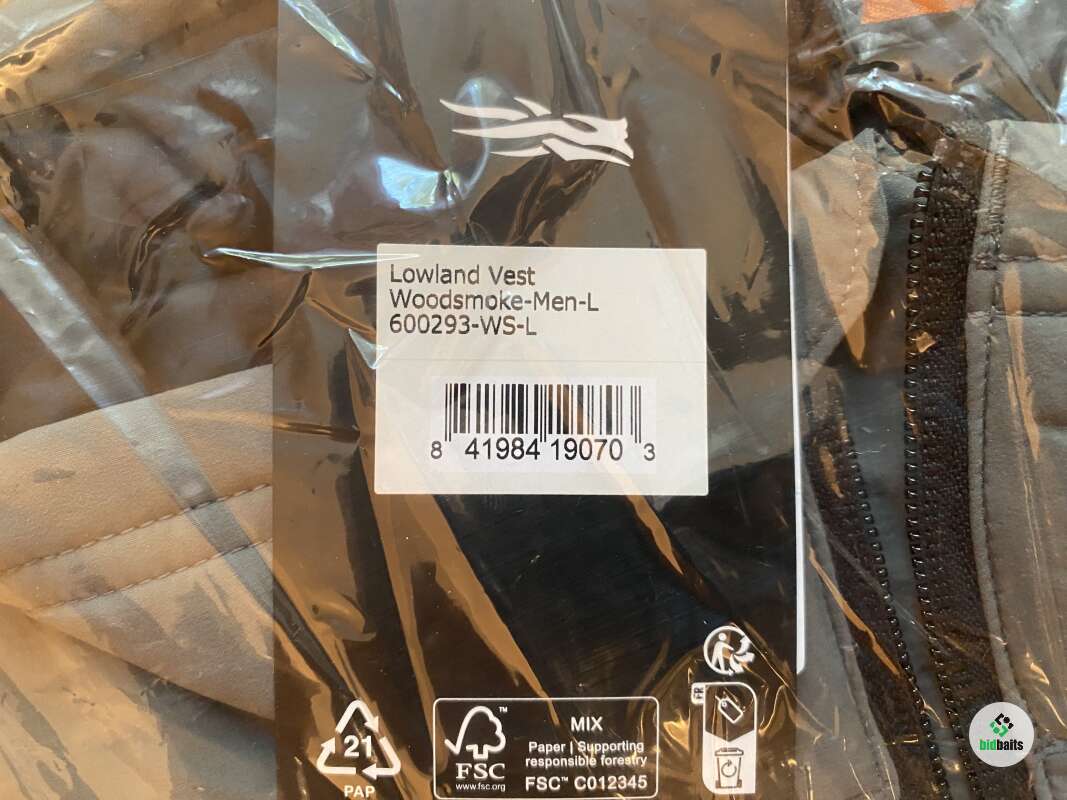 Lowland Vest
Woodsmoke-Men-L
600293-WS-L
8 41984 19070 3
FR
21
PAP
FSC™
www.fsc.org
MIX
Paper | Supporting
responsible forestry
FSC™ C012345
bidbaits